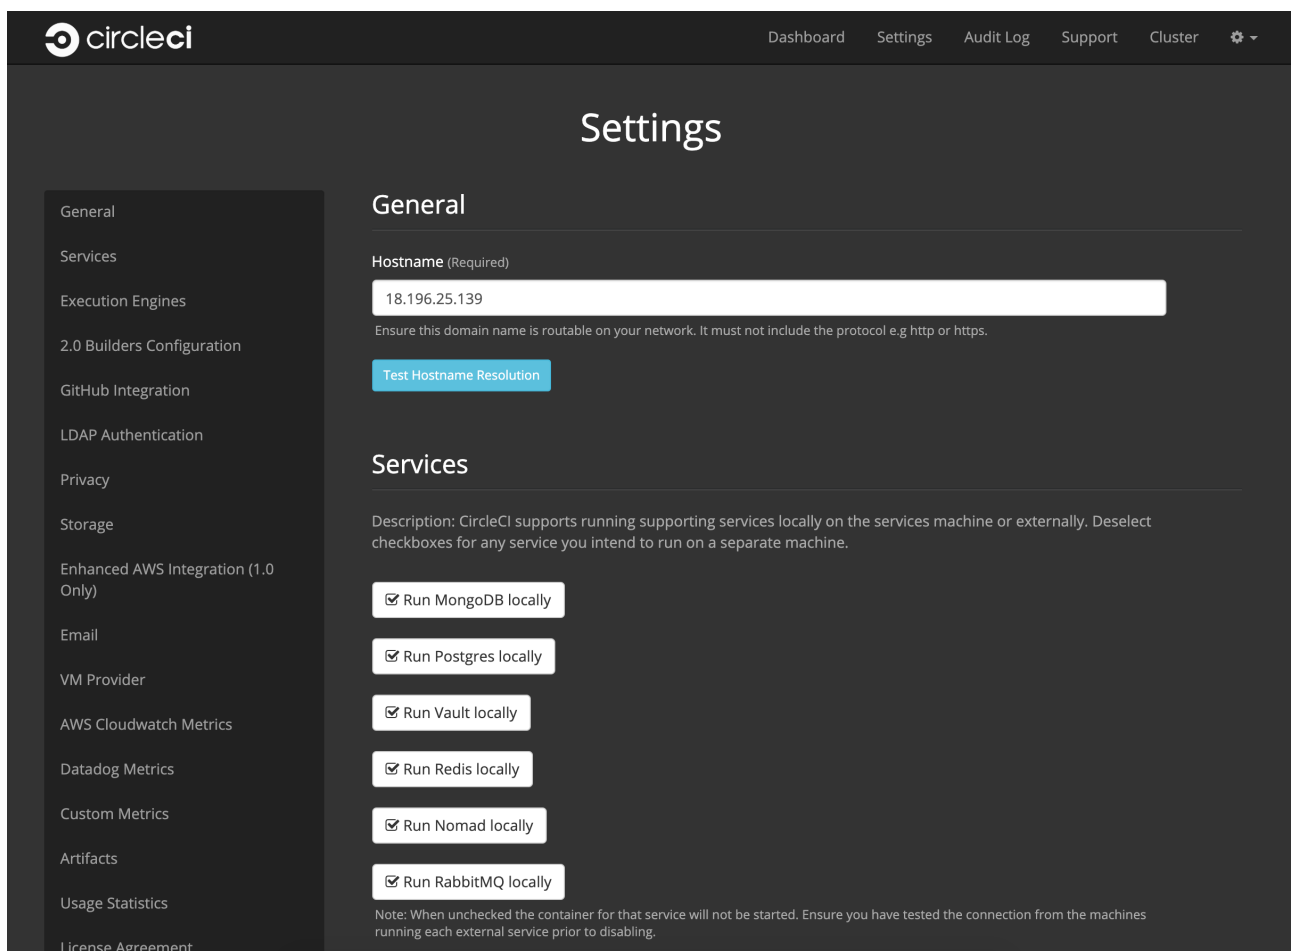 circleci
Dashboard Settings Audit Log Support Cluster
Settings
General
Services
Execution Engines
2.0 Builders Configuration
GitHub Integration
LDAP Authentication
Privacy
Storage
Enhanced AWS Integration (1.0
Only)
Email
VM Provider
AWS Cloudwatch Metrics
Datadog Metrics
Custom Metrics
Artifacts
Usage Statistics
License Agreement
General
Hostname (Required)
18.196.25.139
Ensure this domain name is routable on your network. It must not include the protocol e.g http or https.
Test Hostname Resolution
Services
Description: CircleCI supports running supporting services locally on the services machine or externally. Deselect
checkboxes for any service you intend to run on a separate machine.
Run MongoDB locally
Run Postgres locally
Run Vault locally
Run Redis locally
Run Nomad locally
Run RabbitMQ locally
Note: When unchecked the container for that service will not be started. Ensure you have tested the connection from the machines
running each external service prior to disabling.